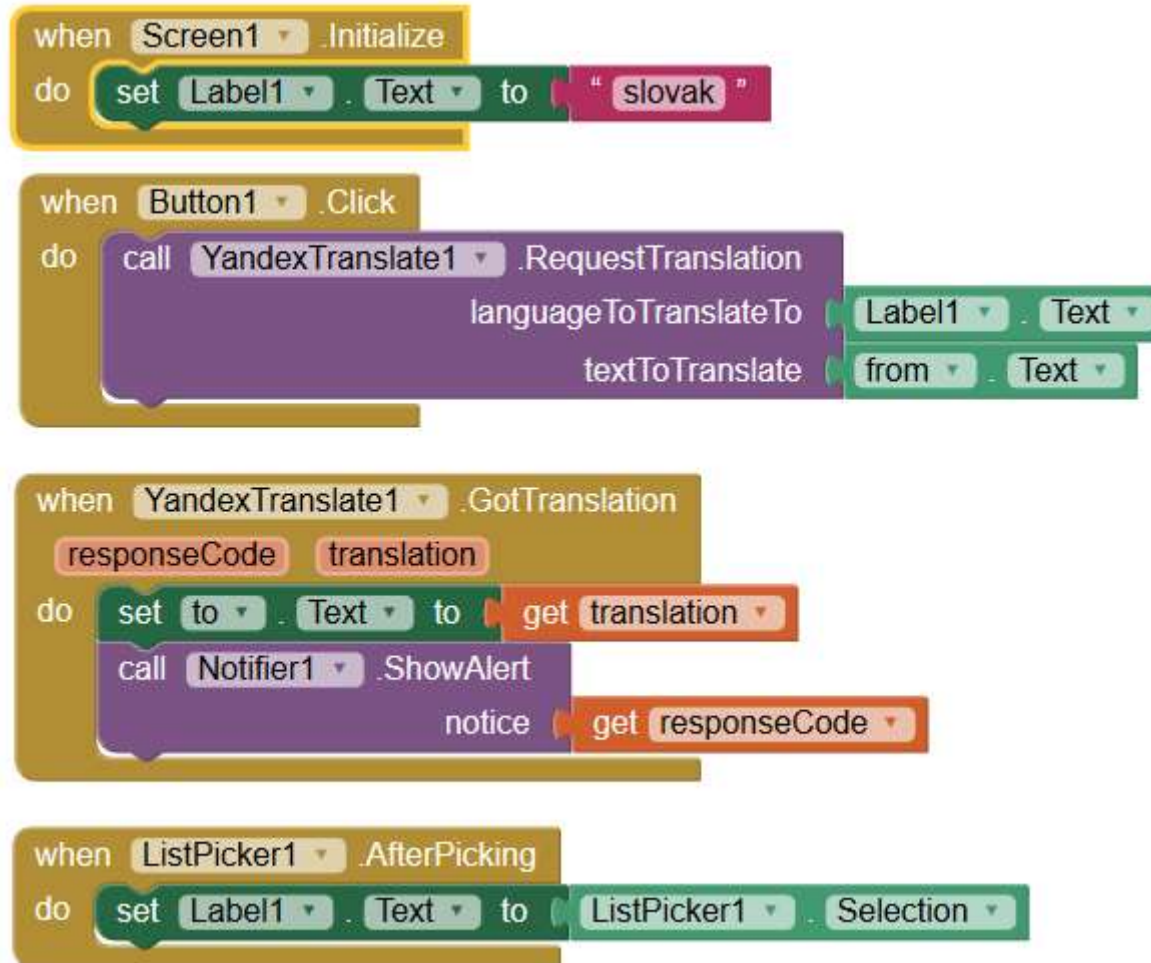 when Screen1 .Initialize
do set Label1 . Text to “ slovak ”
when Button1 .Click
do call YandexTranslate1 .RequestTranslation
languageToTranslateTo Label1 . Text
textToTranslate from . Text
when YandexTranslate1 .GotTranslation
responseCode translation
do set to . Text to get translation
call Notifier1 .ShowAlert
notice get responseCode
when ListPicker1 .AfterPicking
do set Label1 . Text to ListPicker1 . Selection